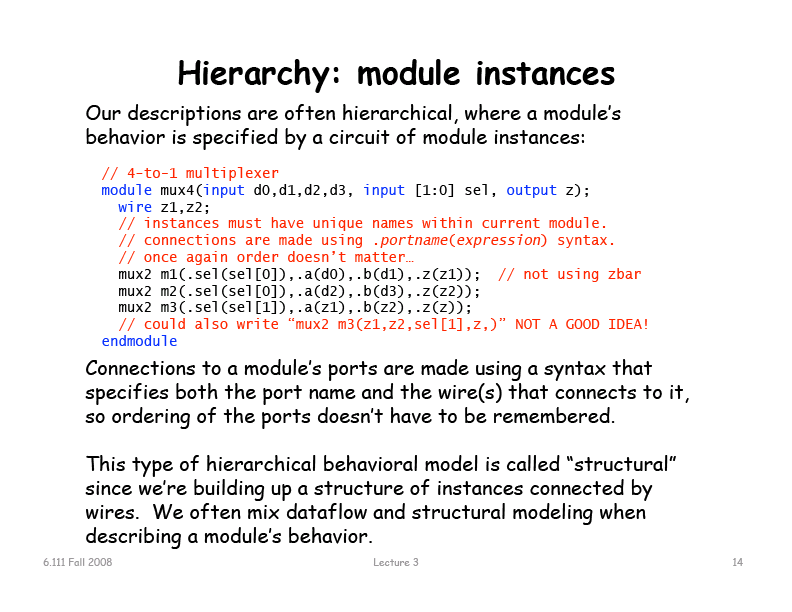 Hierarchy: module instances
Our descriptions are often hierarchical, where a module’s
behavior is specified by a circuit of module instances:
// 4-to-1 multiplexer
module mux4(input d0,d1,d2,d3, input [1:0] sel, output z);
wire z1,z2;
// instances must have unique names within current module.
// connections are made using .portname(expression) syntax.
// once again order doesn’t matter…
mux2 m1(.sel(sel[0]),.a(d0),.b(d1),.z(z1)); // not using zbar
mux2 m2(.sel(sel[0]),.a(d2),.b(d3),.z(z2));
mux2 m3(.sel(sel[1]),.a(z1),.b(z2),.z(z));
// could also write “mux2 m3(z1,z2,sel[1],z,)” NOT A GOOD IDEA!
endmodule
Connections to a module’s ports are made using a syntax that
specifies both the port name and the wire(s) that connects to it,
so ordering of the ports doesn’t have to be remembered.
This type of hierarchical behavioral model is called “structural”
since we’re building up a structure of instances connected by
wires. We often mix dataflow and structural modeling when
describing a module’s behavior.
6.111 Fall 2008
Lecture 3
14